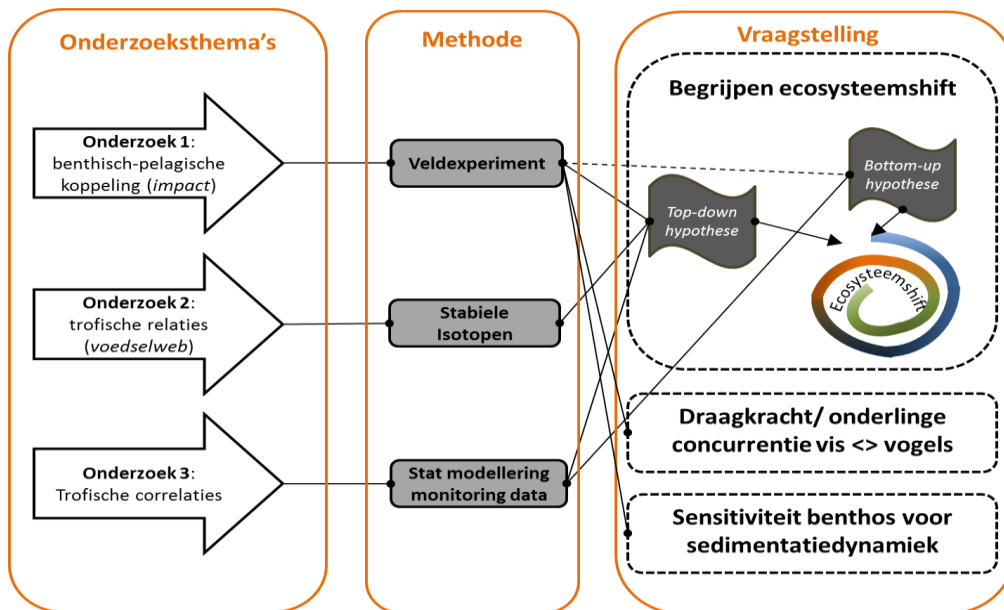 Onderzoeksthema's
Onderzoek 1:
benthisch-pelagische
koppeling (impact)
Onderzoek 2:
trofische relaties
(voedselweb)
Onderzoek 3:
Trofische correlaties
Methode
Veldexperiment
Stabiele
Isotopen
Stat modellering
monitoring data
Vraagstelling
Begrijpen ecosysteemshift
Bottom-up
hypothese
Top-down
hypothese
Ecosysteemshift
Draagkracht/ onderlinge
concurrentie vis <> vogels
Sensitiviteit benthos voor
sedimentatiedynamiek